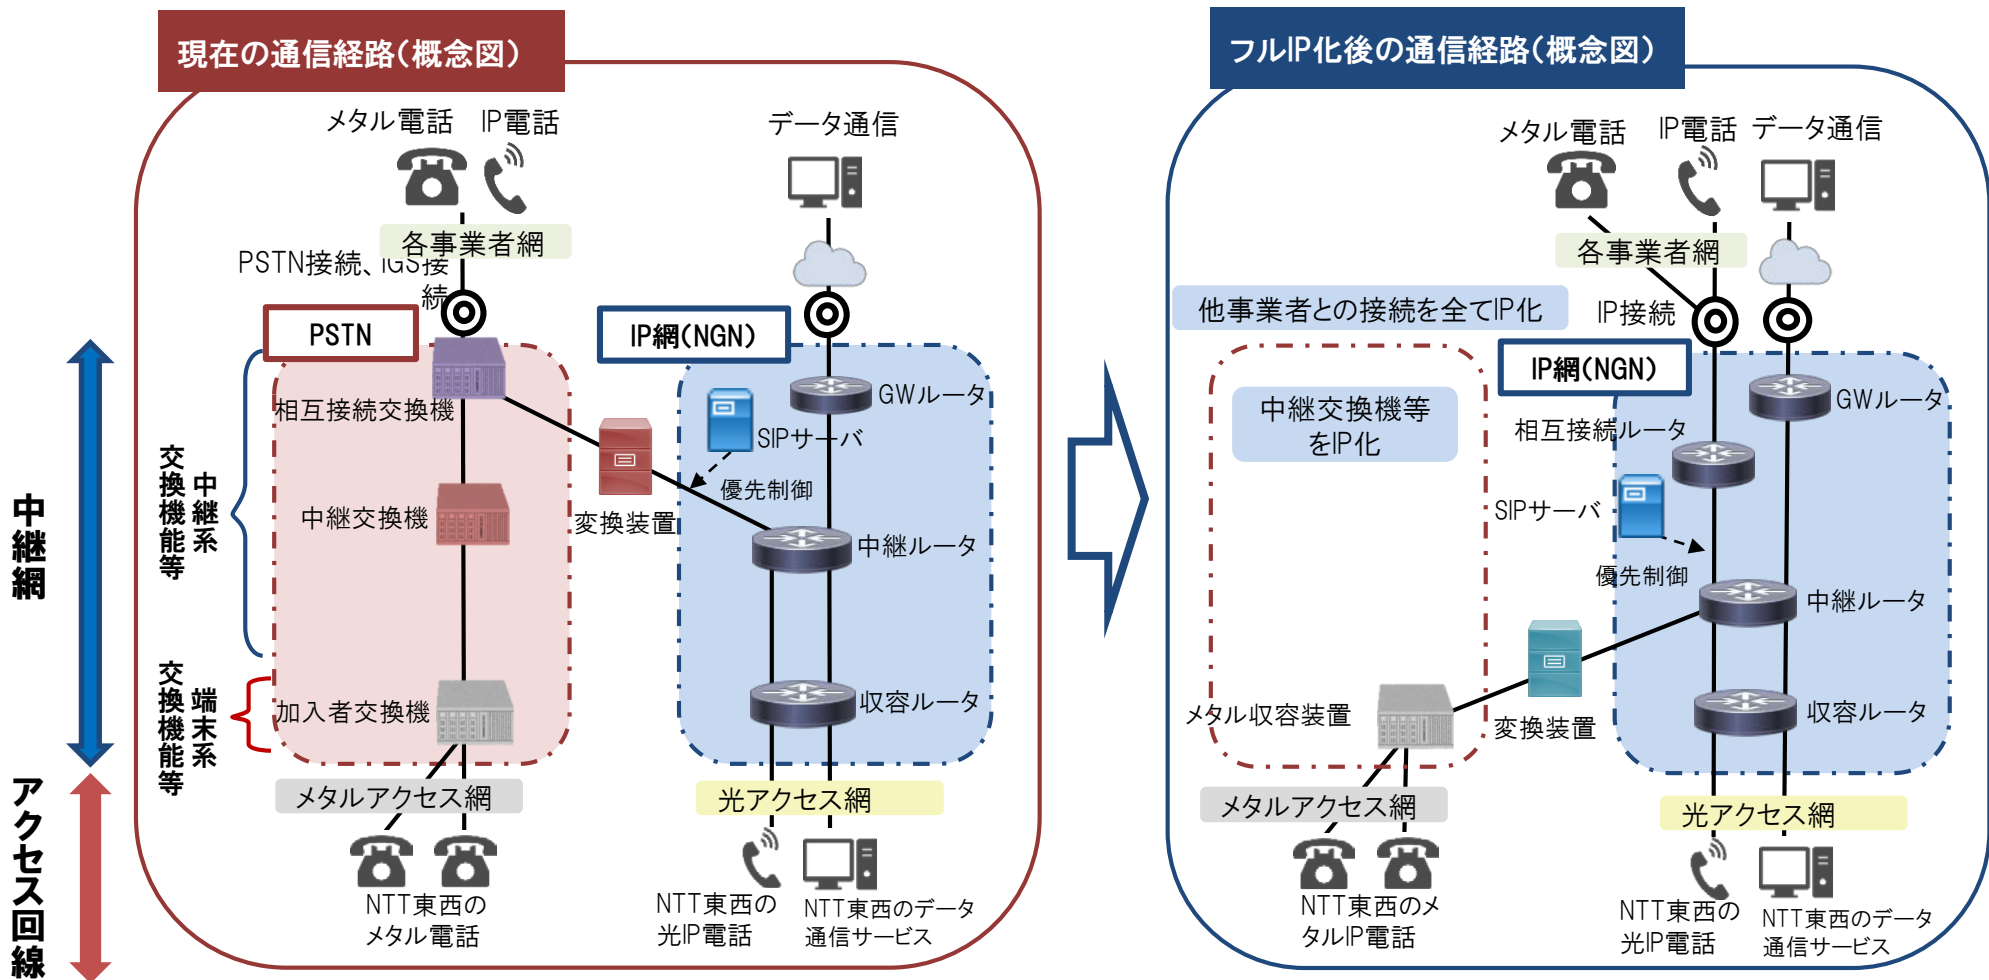 現在の通信経路(概念図)
メタル電話
IP電話
データ通信
各事業者網
PSTN接続、IGS接
続
PSTN
IP網(NGN)
相互接続交換機
GWルータ
SIPサーバ
優先制御
中継交換機
変換装置
中継ルータ
加入者交換機
収容ルータ
メタルアクセス網
光アクセス網
NTT東西の
メタル電話
NTT東西の
光IP電話
NTT東西のデータ
通信サービス
中継網
アクセス回線
中継系
交換機能等
端末系
交換機能等
フルIP化後の通信経路(概念図)
メタル電話
IP電話
データ通信
各事業者網
他事業者との接続を全てIP化
IP接続
IP網(NGN)
中継交換機等
をIP化
GWルータ
相互接続ルータ
SIPサーバ
優先制御
中継ルータ
メタル収容装置
変換装置
収容ルータ
メタルアクセス網
光アクセス網
NTT東西のメ
タルIP電話
NTT東西の
光IP電話
NTT東西のデータ
通信サービス